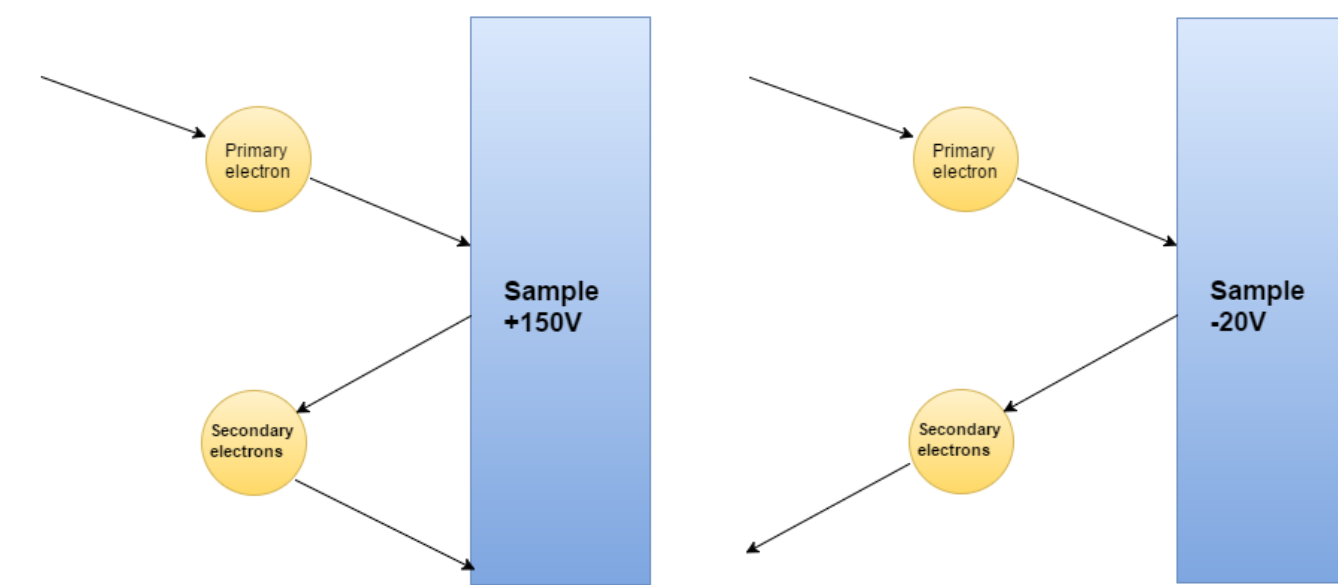 Primary
electron
Sample
+150V
Secondary
electrons
Primary
electron
Sample
-20V
Secondary
electrons